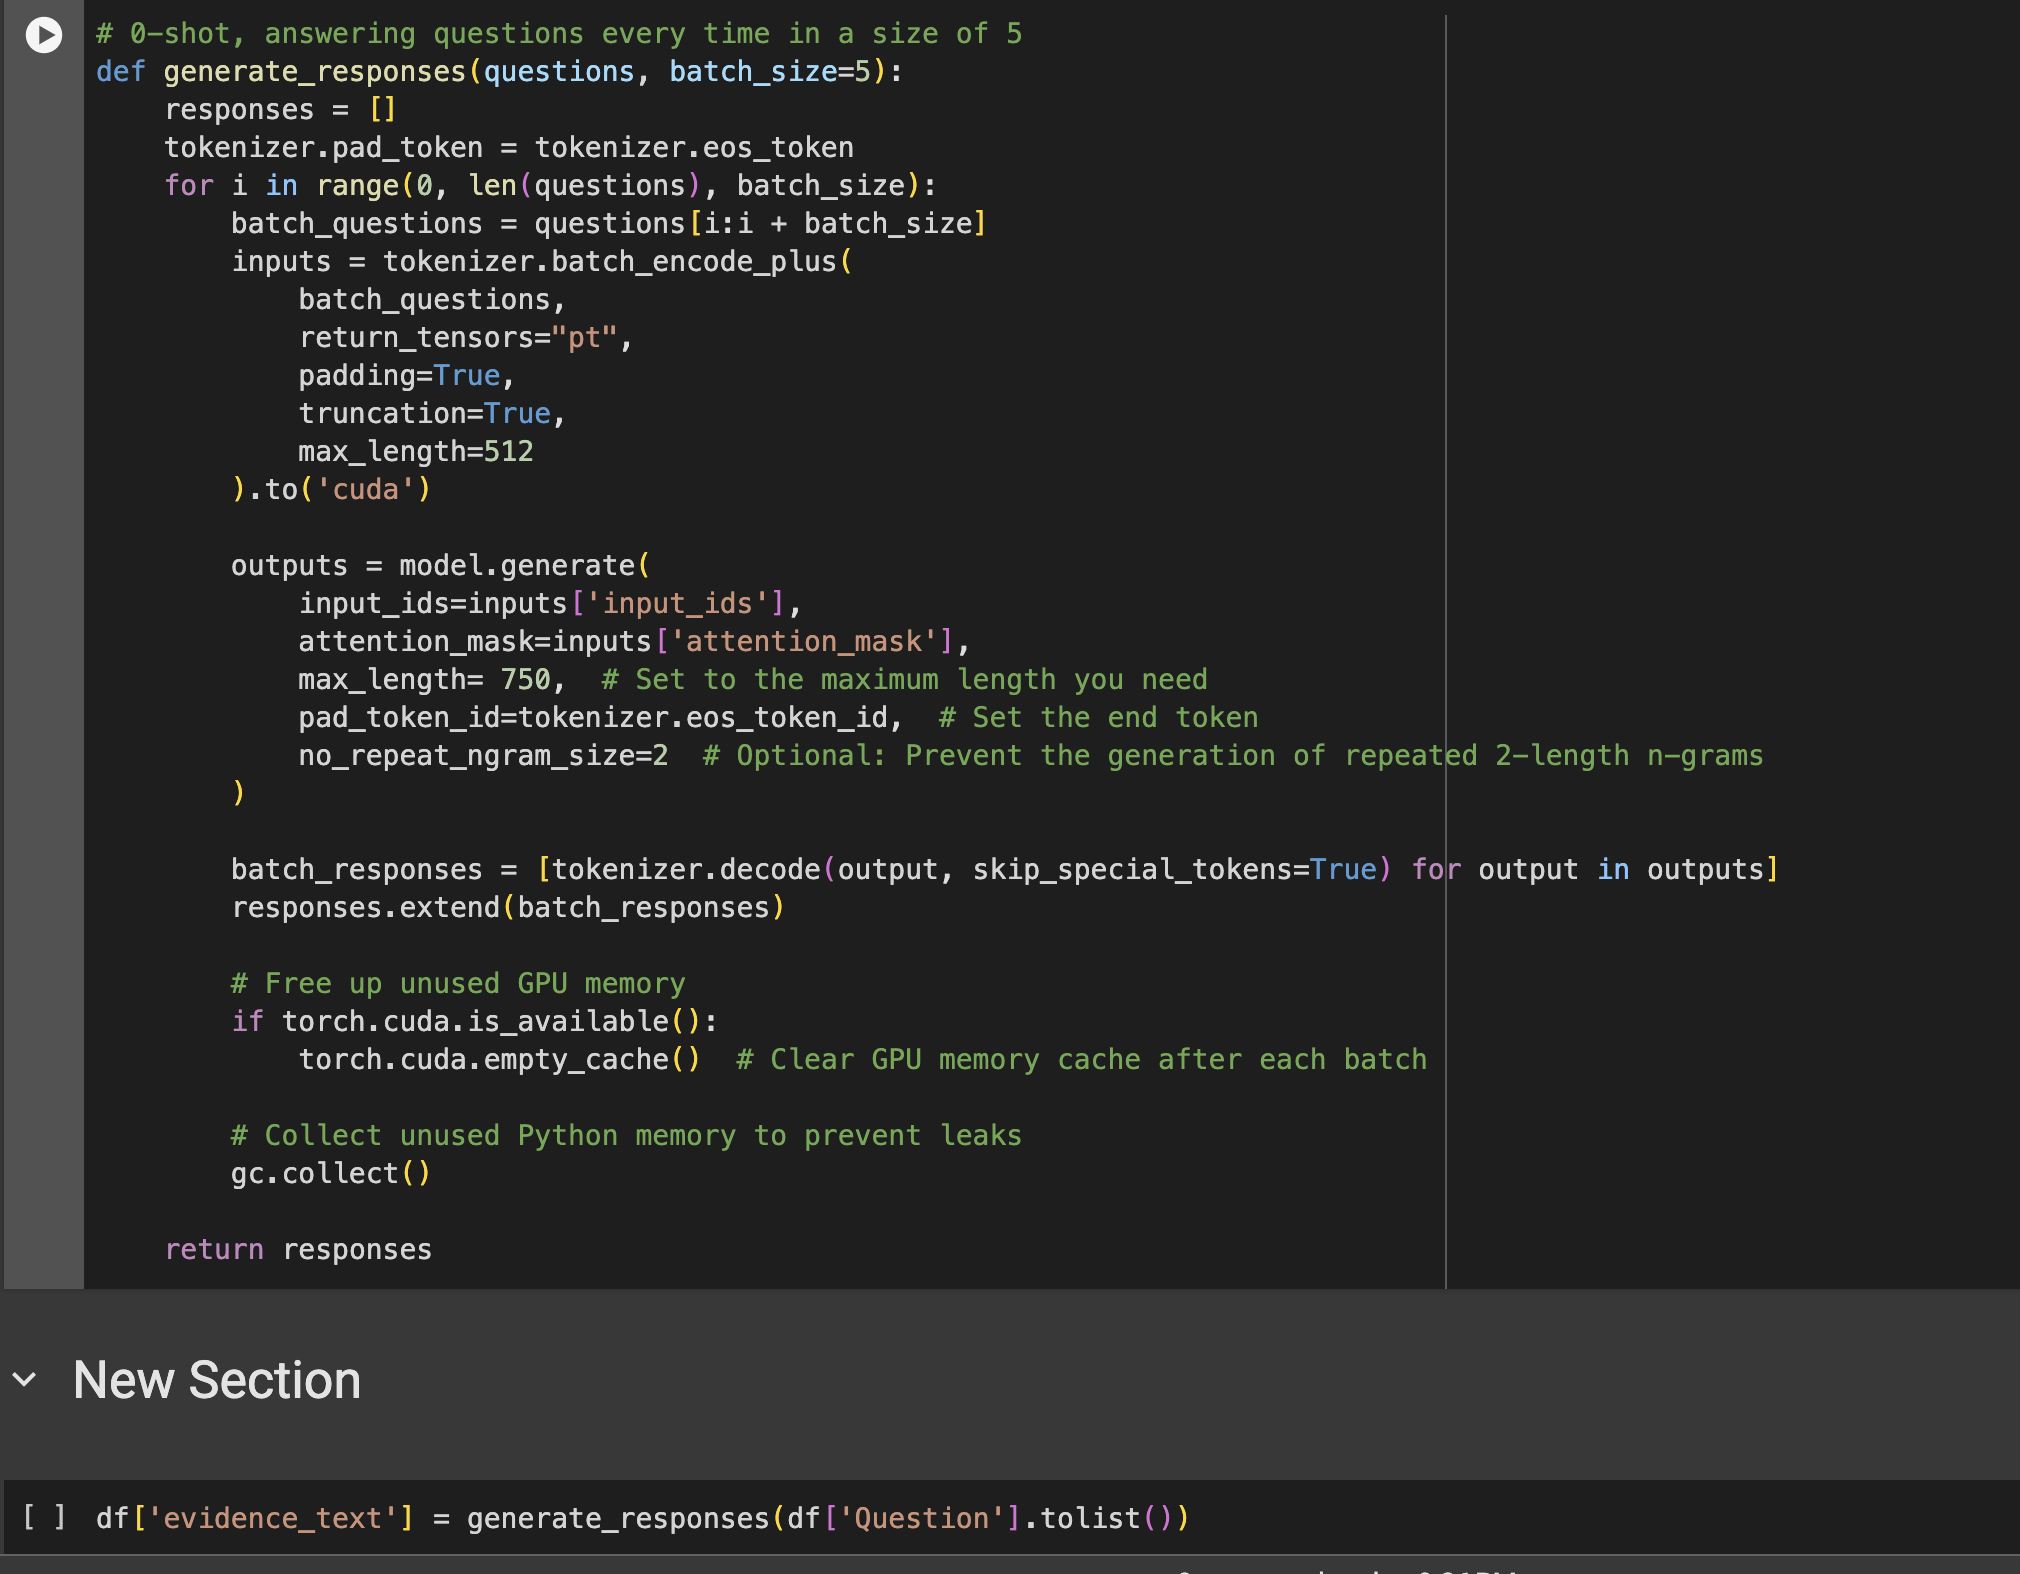 # 0-shot, answering questions every time in a size of 5
def generate_responses(questions, batch_size=5):
    responses = []
    tokenizer.pad_token = tokenizer.eos_token
    for i in range(0, len(questions), batch_size):
        batch_questions = questions[i:i + batch_size]
        inputs = tokenizer.batch_encode_plus(
            batch_questions,
            return_tensors="pt",
            padding=True,
            truncation=True,
            max_length=512
        ).to('cuda')

        outputs = model.generate(
            input_ids=inputs['input_ids'],
            attention_mask=inputs['attention_mask'],
            max_length= 750,  # Set to the maximum length you need
            pad_token_id=tokenizer.eos_token_id,  # Set the end token
            no_repeat_ngram_size=2  # Optional: Prevent the generation of repeated 2-length n-grams
        )

        batch_responses = [tokenizer.decode(output, skip_special_tokens=True) for output in outputs]
        responses.extend(batch_responses)

        # Free up unused GPU memory
        if torch.cuda.is_available():
            torch.cuda.empty_cache()  # Clear GPU memory cache after each batch

        # Collect unused Python memory to prevent leaks
        gc.collect()

    return responses
New Section
[ ] df['evidence_text'] = generate_responses(df['Question'].tolist())